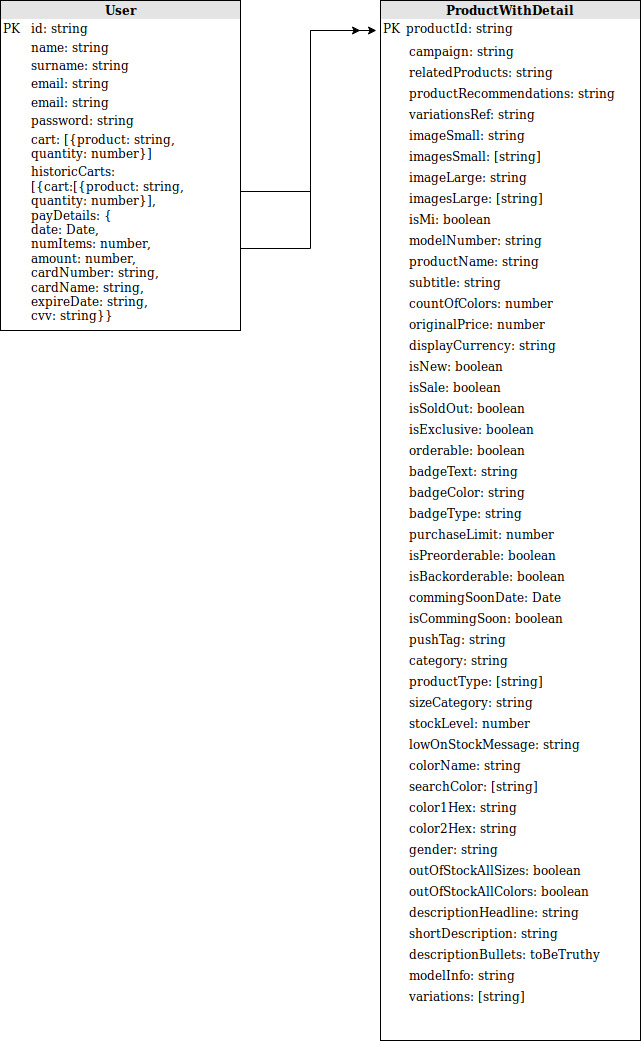 User
PK id: string
name: string
surname: string
email: string
email: string
password: string
cart: [{product: string,
quantity: number}]
historicCarts:
[{cart:[{product: string,
quantity: number}],
payDetails: {
date: Date,
numItems: number,
amount: number,
cardNumber: string,
cardName: string,
expireDate: string,
cvv: string}}
ProductWithDetail
PK productId: string
campaign: string
relatedProducts: string
productRecommendations: string
variationsRef: string
imageSmall: string
imagesSmall: [string]
imageLarge: string
imagesLarge: [string]
isMi: boolean
modelNumber: string
productName: string
subtitle: string
countOfColors: number
originalPrice: number
displayCurrency: string
isNew: boolean
isSale: boolean
isSoldOut: boolean
isExclusive: boolean
orderable: boolean
badgeText: string
badgeColor: string
badgeType: string
purchaseLimit: number
isPreorderable: boolean
isBackorderable: boolean
commingSoonDate: Date
isCommingSoon: boolean
pushTag: string
category: string
productType: [string]
sizeCategory: string
stockLevel: number
lowOnStockMessage: string
colorName: string
searchColor: [string]
color1Hex: string
color2Hex: string
gender: string
outOfStockAllSizes: boolean
outOfStockAllColors: boolean
descriptionHeadline: string
shortDescription: string
descriptionBullets: toBeTruthy
modelInfo: string
variations: [string]